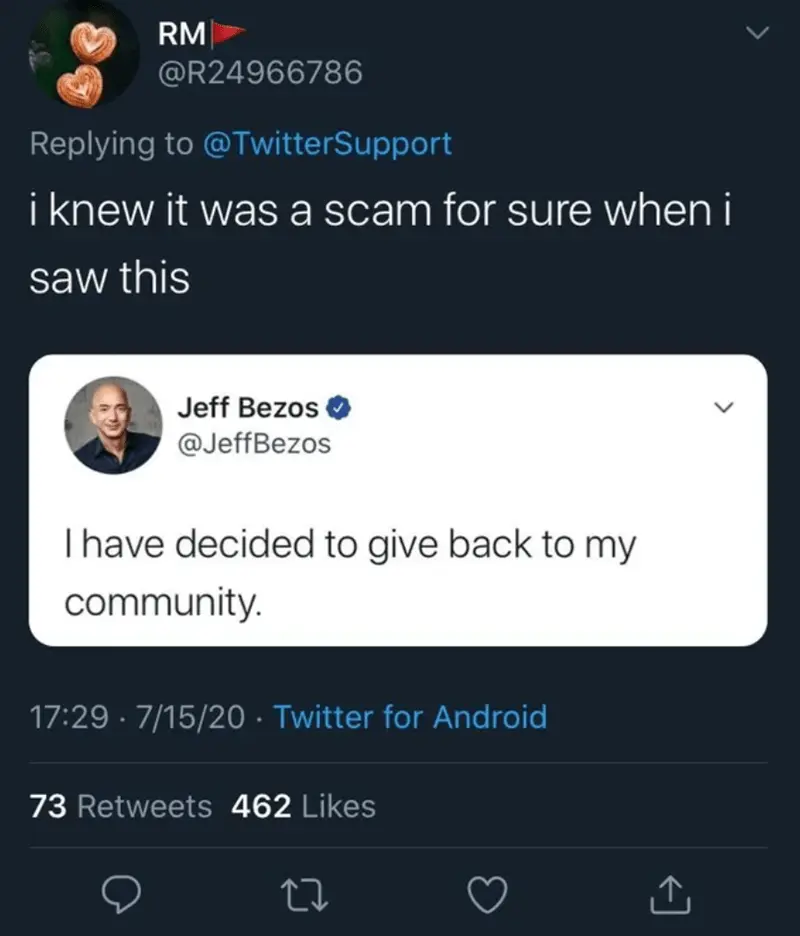 RM🚩
@R24966786
Replying to @TwitterSupport
i knew it was a scam for sure when i
saw this
Jeff Bezos
@JeffBezos
I have decided to give back to my
community.
17:29 · 7/15/20 · Twitter for Android
73 Retweets 462 Likes